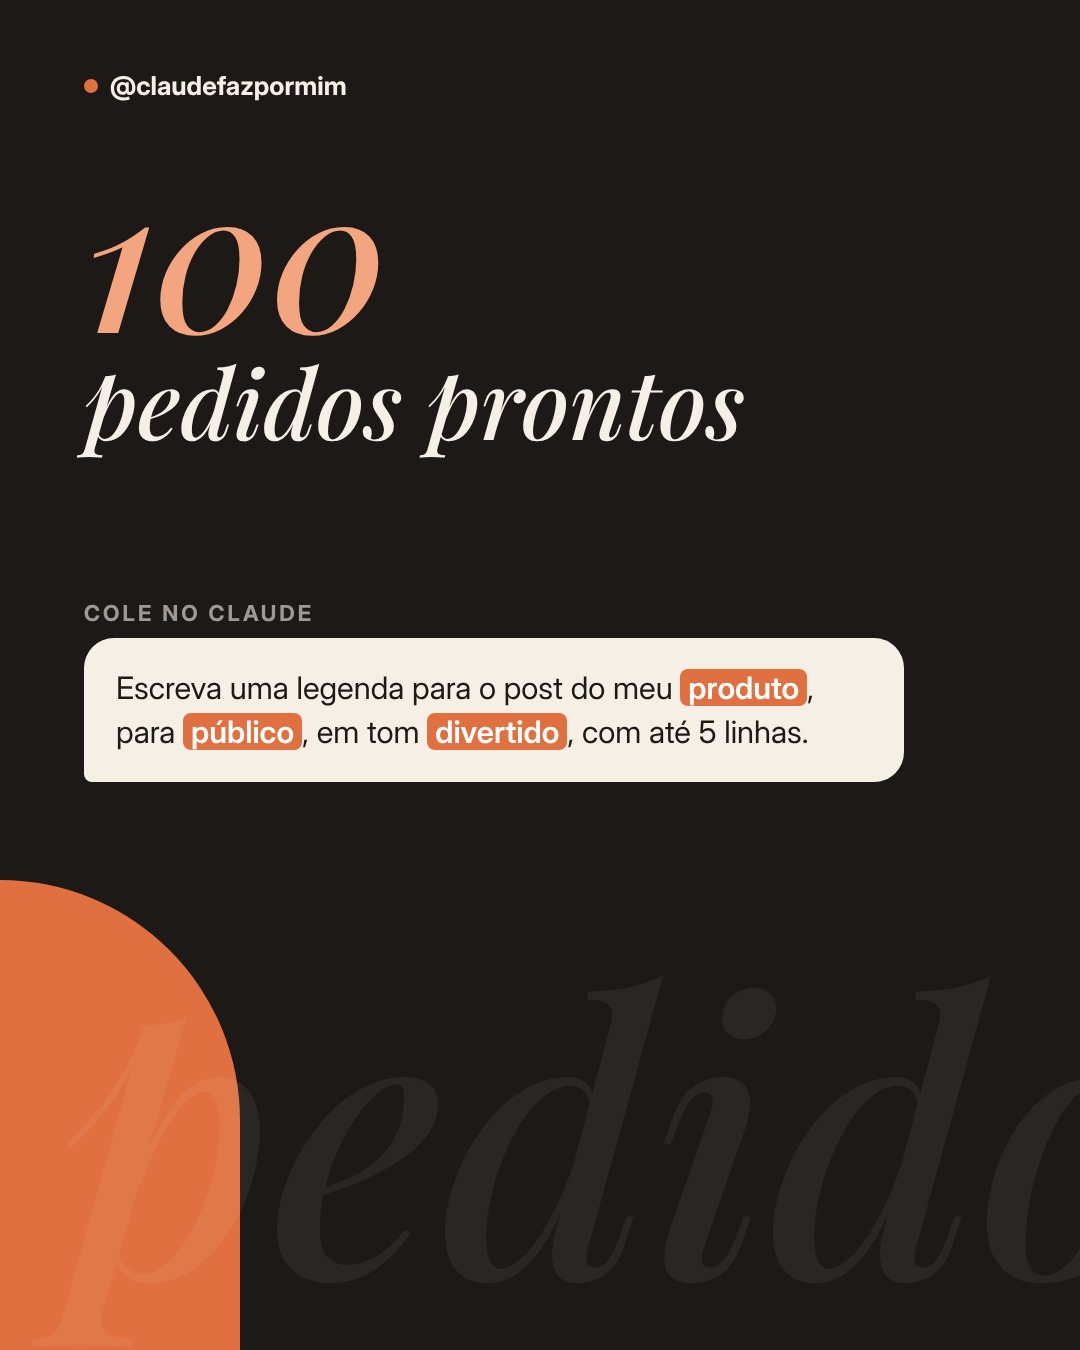 @claudefazpormim
100
pedidos prontos
COLE NO CLAUDE
Escreva uma legenda para o post do meu produto,
para público, em tom divertido, com até 5 linhas.
pedido